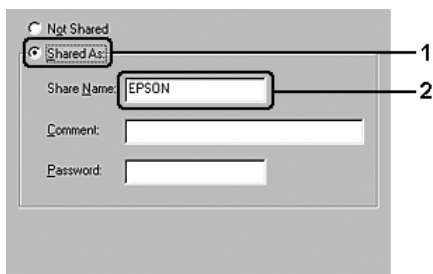 Not Shared
Shared As: 1
Share Name: EPSON 2
Comment:
Password: